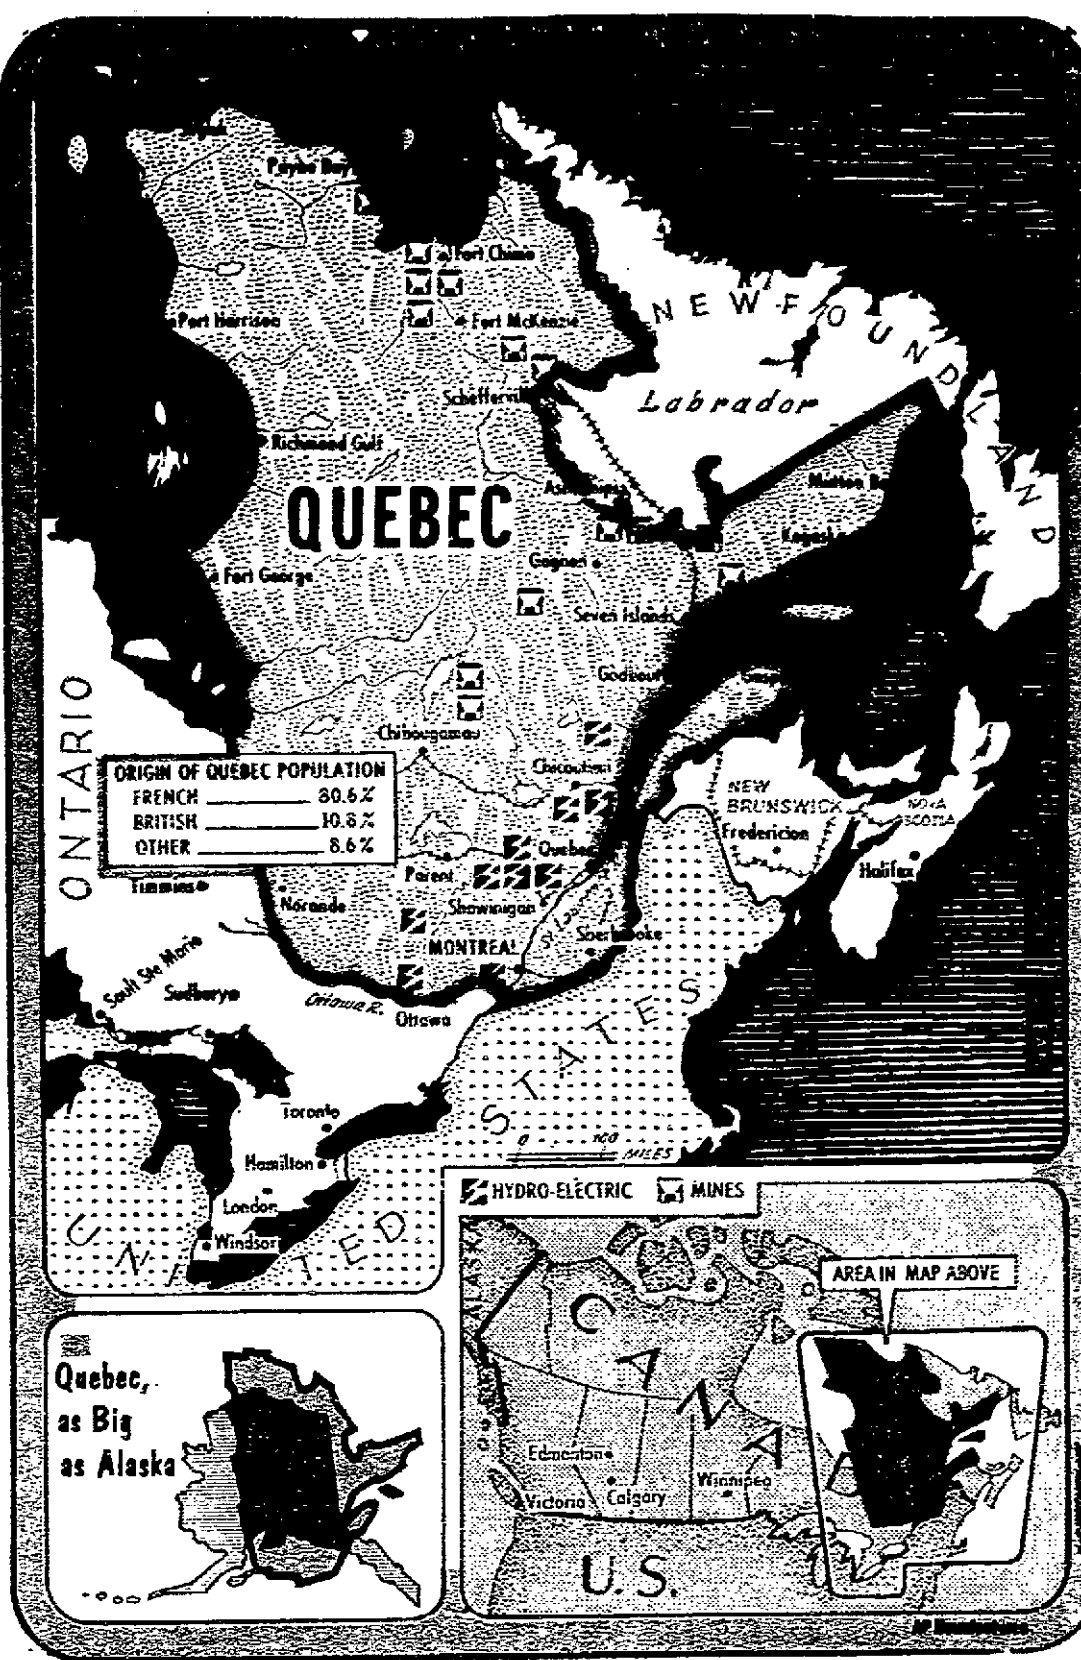 Payne Bay
Fort Chimo
Port Harrison
Fort McKenzie
NEWFOUNDLAND
Labrador
Richmond Gulf
QUEBEC
Gagnon
Fort George
Seven Islands
ONTARIO
Chibougamau
Chicoutimi
ORIGIN OF QUEBEC POPULATION
FRENCH 80.6%
BRITISH 10.8%
OTHER 8.6%
NEW
BRUNSWICK
NOVA
SCOTIA
Fredericton
Halifax
Quebec
Parent
Timmins
Noranda
Shawinigan
Sherbrooke
MONTREAL
Sault Ste Marie
Sudbury
Ottawa R.
Ottawa
UNITED STATES
Toronto
Hamilton
London
Windsor
0 100
MILES
HYDRO-ELECTRIC MINES
ALASKA
AREA IN MAP ABOVE
CANADA
Edmonton
Victoria Calgary Winnipeg
U.S.
Quebec,
as Big
as Alaska